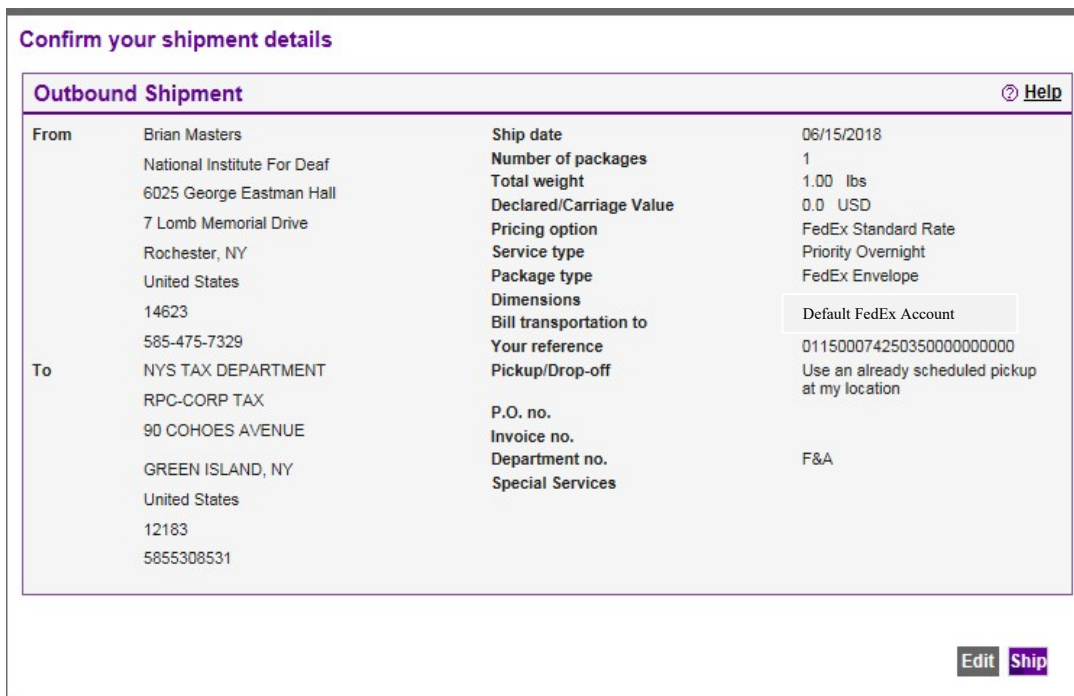 Confirm your shipment details
Outbound Shipment
Help
From
Brian Masters
National Institute For Deaf
6025 George Eastman Hall
7 Lomb Memorial Drive
Rochester, NY
United States
14623
585-475-7329
To
NYS TAX DEPARTMENT
RPC-CORP TAX
90 COHOES AVENUE
GREEN ISLAND, NY
United States
12183
5855308531
Ship date 06/15/2018
Number of packages 1
Total weight 1.00 lbs
Declared/Carriage Value 0.0 USD
Pricing option FedEx Standard Rate
Service type Priority Overnight
Package type FedEx Envelope
Dimensions
Bill transportation to Default FedEx Account
Your reference 011500074250350000000000
Pickup/Drop-off Use an already scheduled pickup
at my location
P.O. no.
Invoice no.
Department no. F&A
Special Services
Edit Ship